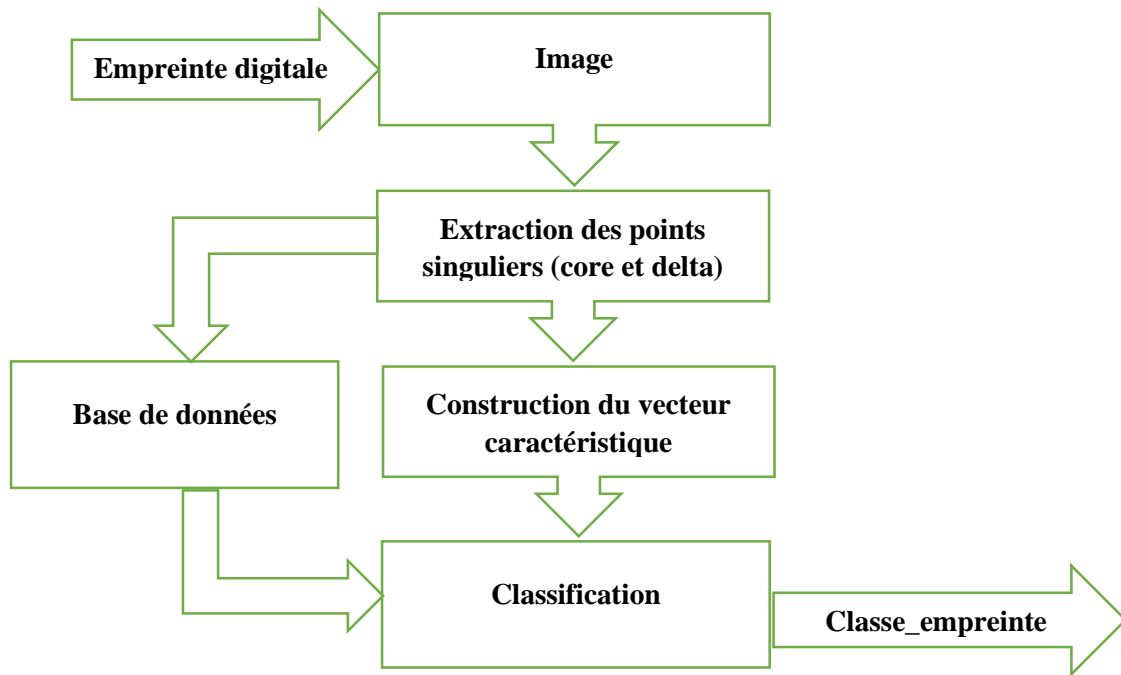 Empreinte digitale
Image
Extraction des points
singuliers (core et delta)
Base de données
Construction du vecteur
caractéristique
Classification
Classe_empreinte